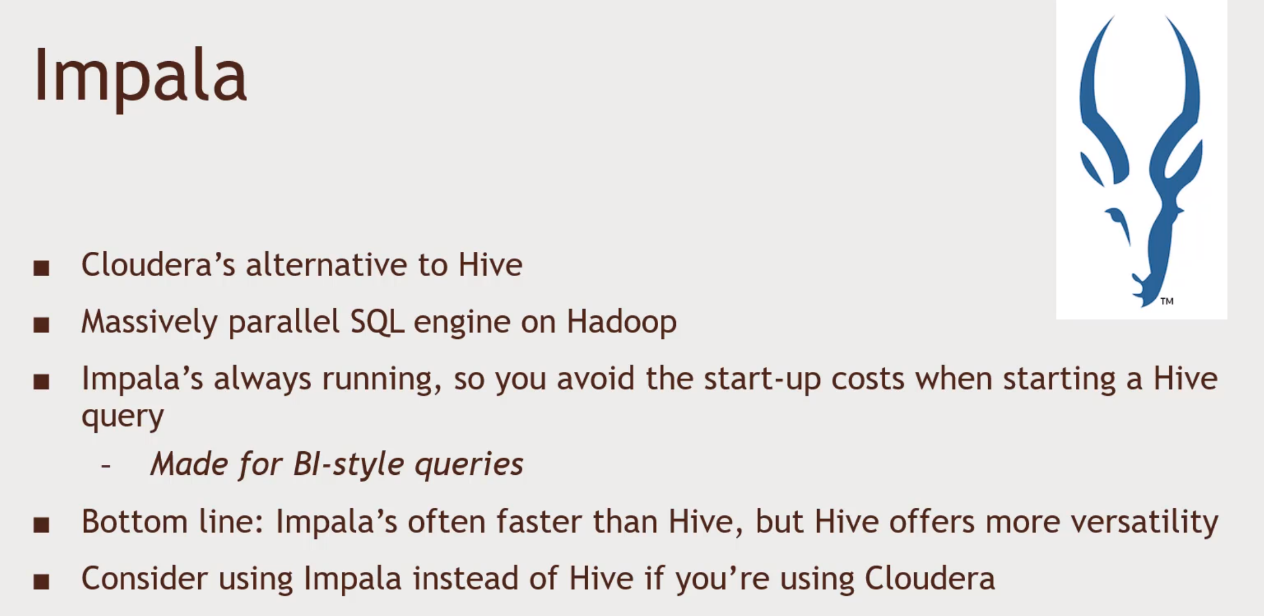 Impala
TM
■ Cloudera’s alternative to Hive
■ Massively parallel SQL engine on Hadoop
■ Impala’s always running, so you avoid the start-up costs when starting a Hive
query
– Made for BI-style queries
■ Bottom line: Impala’s often faster than Hive, but Hive offers more versatility
■ Consider using Impala instead of Hive if you’re using Cloudera